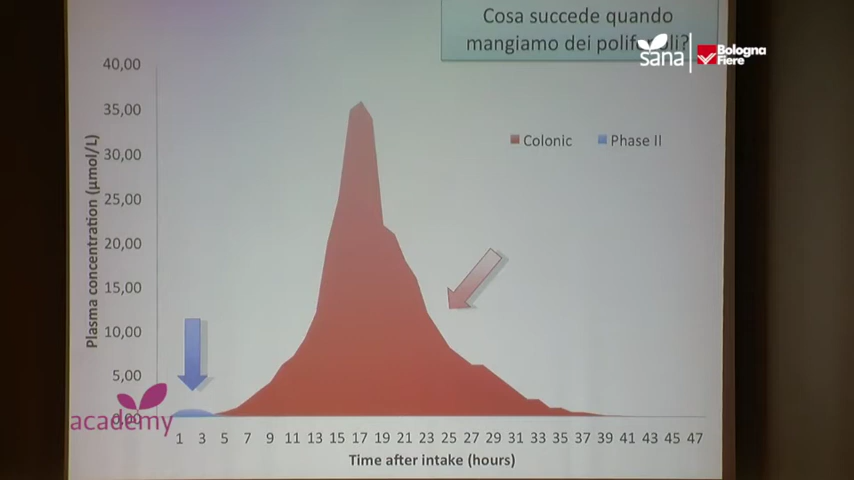 Cosa succede quando
mangiamo dei polifenoli?
sana
Bologna
Fiere
40,00
35,00
30,00
25,00
20,00
15,00
10,00
5,00
0,00
Plasma concentration (µmol/L)
Colonic
Phase II
academy
1 3 5 7 9 11 13 15 17 19 21 23 25 27 29 31 33 35 37 39 41 43 45 47
Time after intake (hours)